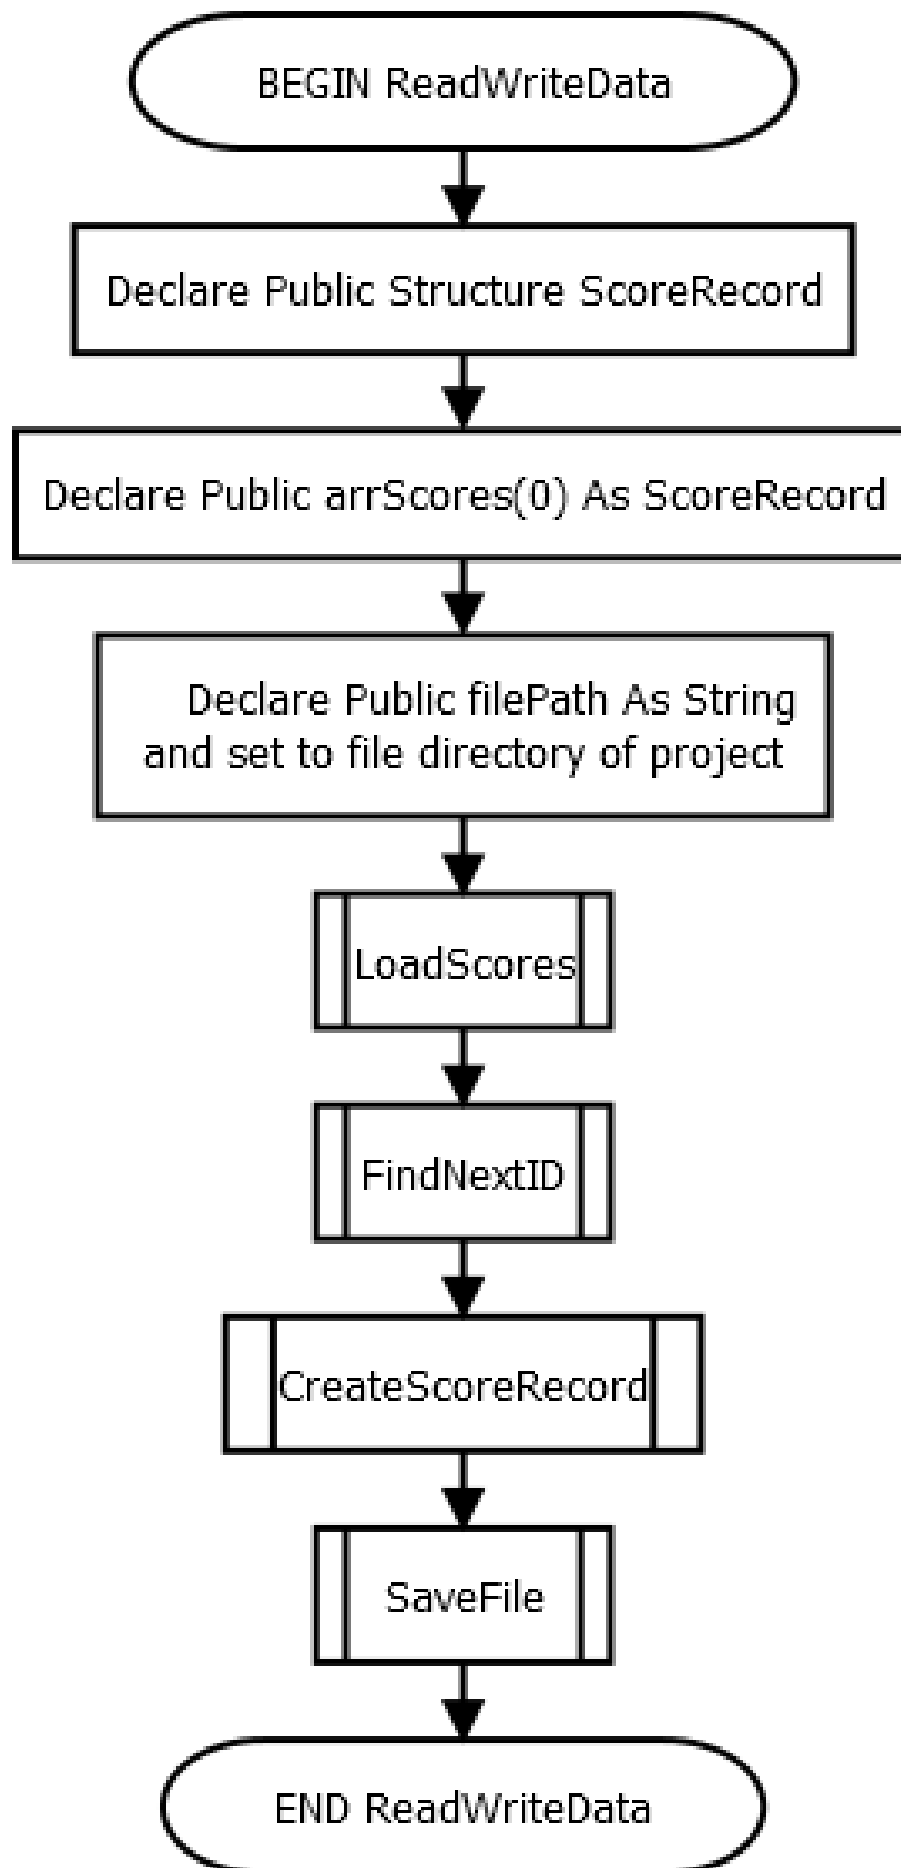 BEGIN ReadWriteData
Declare Public Structure ScoreRecord
Declare Public arrScores(0) As ScoreRecord
Declare Public filePath As String
and set to file directory of project
LoadScores
FindNextID
CreateScoreRecord
SaveFile
END ReadWriteData